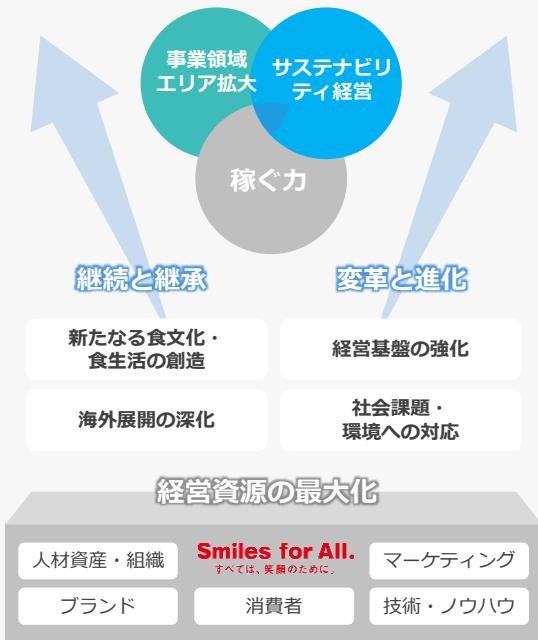 事業領域
エリア拡大
サステナビリ
ティ経営
稼ぐ力
継続と継承
変革と進化
新たなる食文化・
食生活の創造
経営基盤の強化
海外展開の深化
社会課題・
環境への対応
経営資源の最大化
人材資産・組織
Smiles for All.
すべては、笑顔のために。
マーケティング
ブランド
消費者
技術・ノウハウ